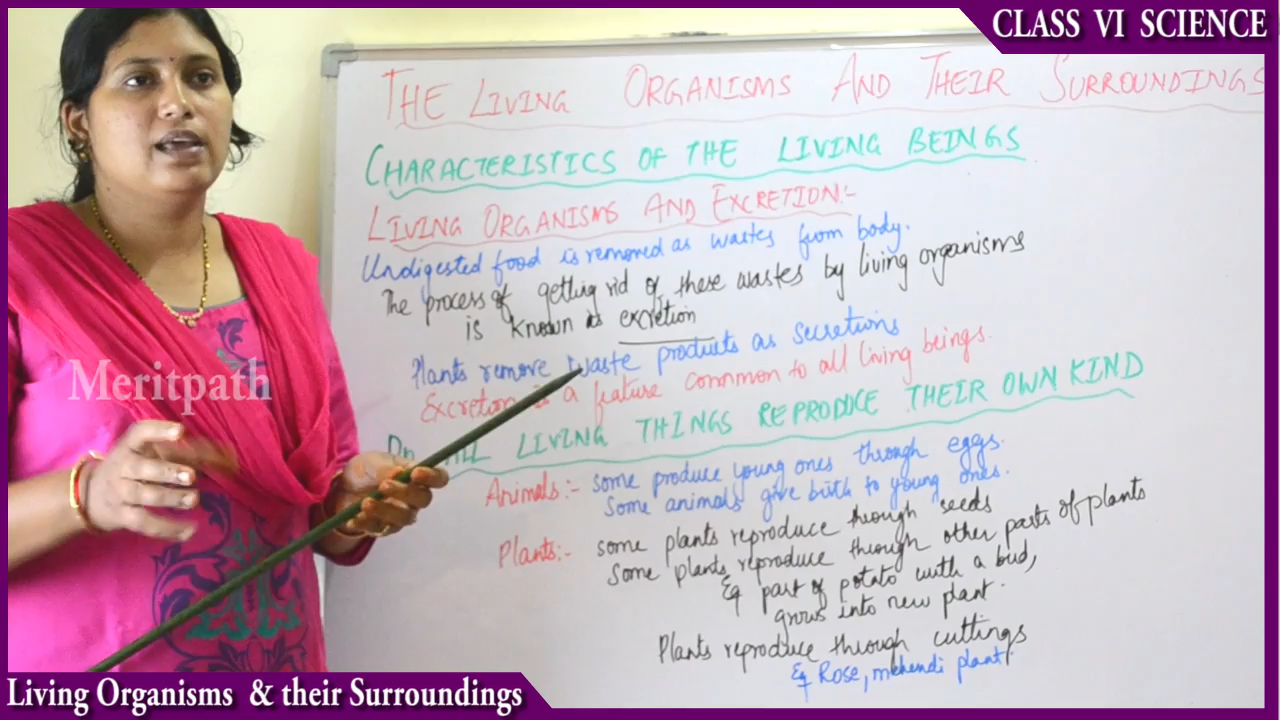 CLASS VI SCIENCE
THE LIVING ORGANISMS AND THEIR SURROUNDINGS
CHARACTERISTICS OF THE LIVING BEINGS
LIVING ORGANISMS AND EXCRETION:-
Undigested food is removed as wastes from body.
The process of getting rid of these wastes by living organisms
is known as excretion
Plants remove waste products as secretions
Excretion is a feature common to all living beings.
DO ALL LIVING THINGS REPRODUCE THEIR OWN KIND
Animals:- some produce young ones through eggs.
Some animals give birth to young ones.
Plants:- some plants reproduce through seeds
Some plants reproduce through other parts of plants
Eg part of potato with a bud,
grows into new plant.
Plants reproduce through cuttings
Eg Rose, mehendi plant.
Meritpath
Living Organisms & their Surroundings